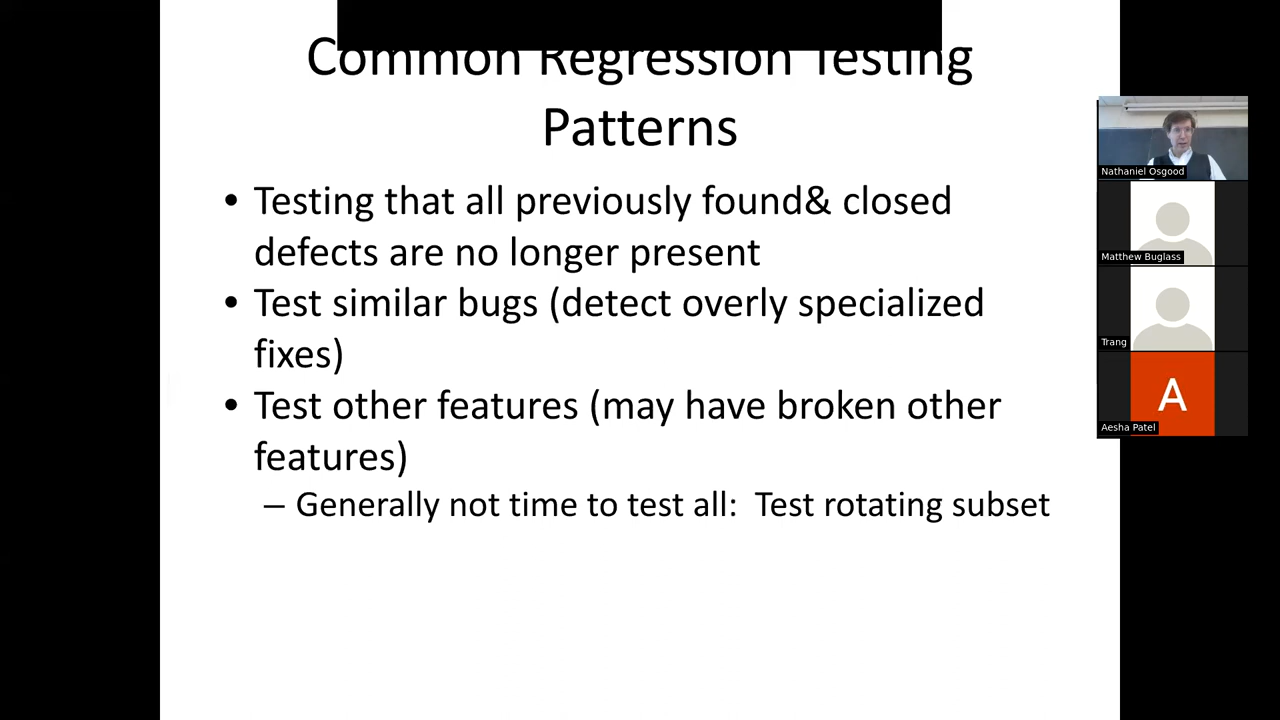 Common Regression Testing
Patterns
• Testing that all previously found& closed
defects are no longer present
• Test similar bugs (detect overly specialized
fixes)
• Test other features (may have broken other
features)
– Generally not time to test all:  Test rotating subset
Nathaniel Osgood
Matthew Buglass
Trang
A
Aesha Patel